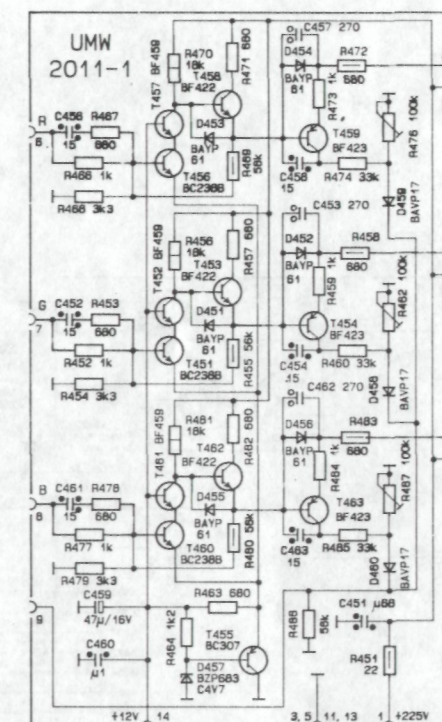 UMW
2011-1
C457 270
D454
BAYP
61
R472
680
R473
1k
T459
BF423
C458
15
R474 33k
R476
100k
D459
BAVP17
BF459
R470
18k
T458
BF422
R471
680
T457
D453
BAYP
61
R469
56k
T456
BC238B
R
6
C456
15
R467
680
R466 1k
R468 3k3
BF459
R456
18k
T453
BF422
R457
680
T452
D451
BAYP
61
R455
56k
T451
BC238B
G
7
C452
15
R453
680
R452 1k
R454 3k3
C453 270
D452
BAYP
61
R458
680
R459
1k
T454
BF423
C454
15
R460 33k
R462
100k
D458
BAVP17
BF459
R481
18k
T462
BF422
R482
680
T461
D455
BAYP
61
R480
56k
T460
BC238B
B
8
C461
15
R478
680
R477 1k
R479 3k3
C462 270
D456
BAYP
61
R483
680
R484
1k
T463
BF423
C463
15
R485 33k
R487
100k
D460
BAVP17
9
C459
47µ/16V
C460
µ1
R463 680
R464
1k2
T455
BC307
D457
BZP683
C4V7
56k
C451 µ68
R451
22
+12V 14
3, 5 11, 13 1 +225V